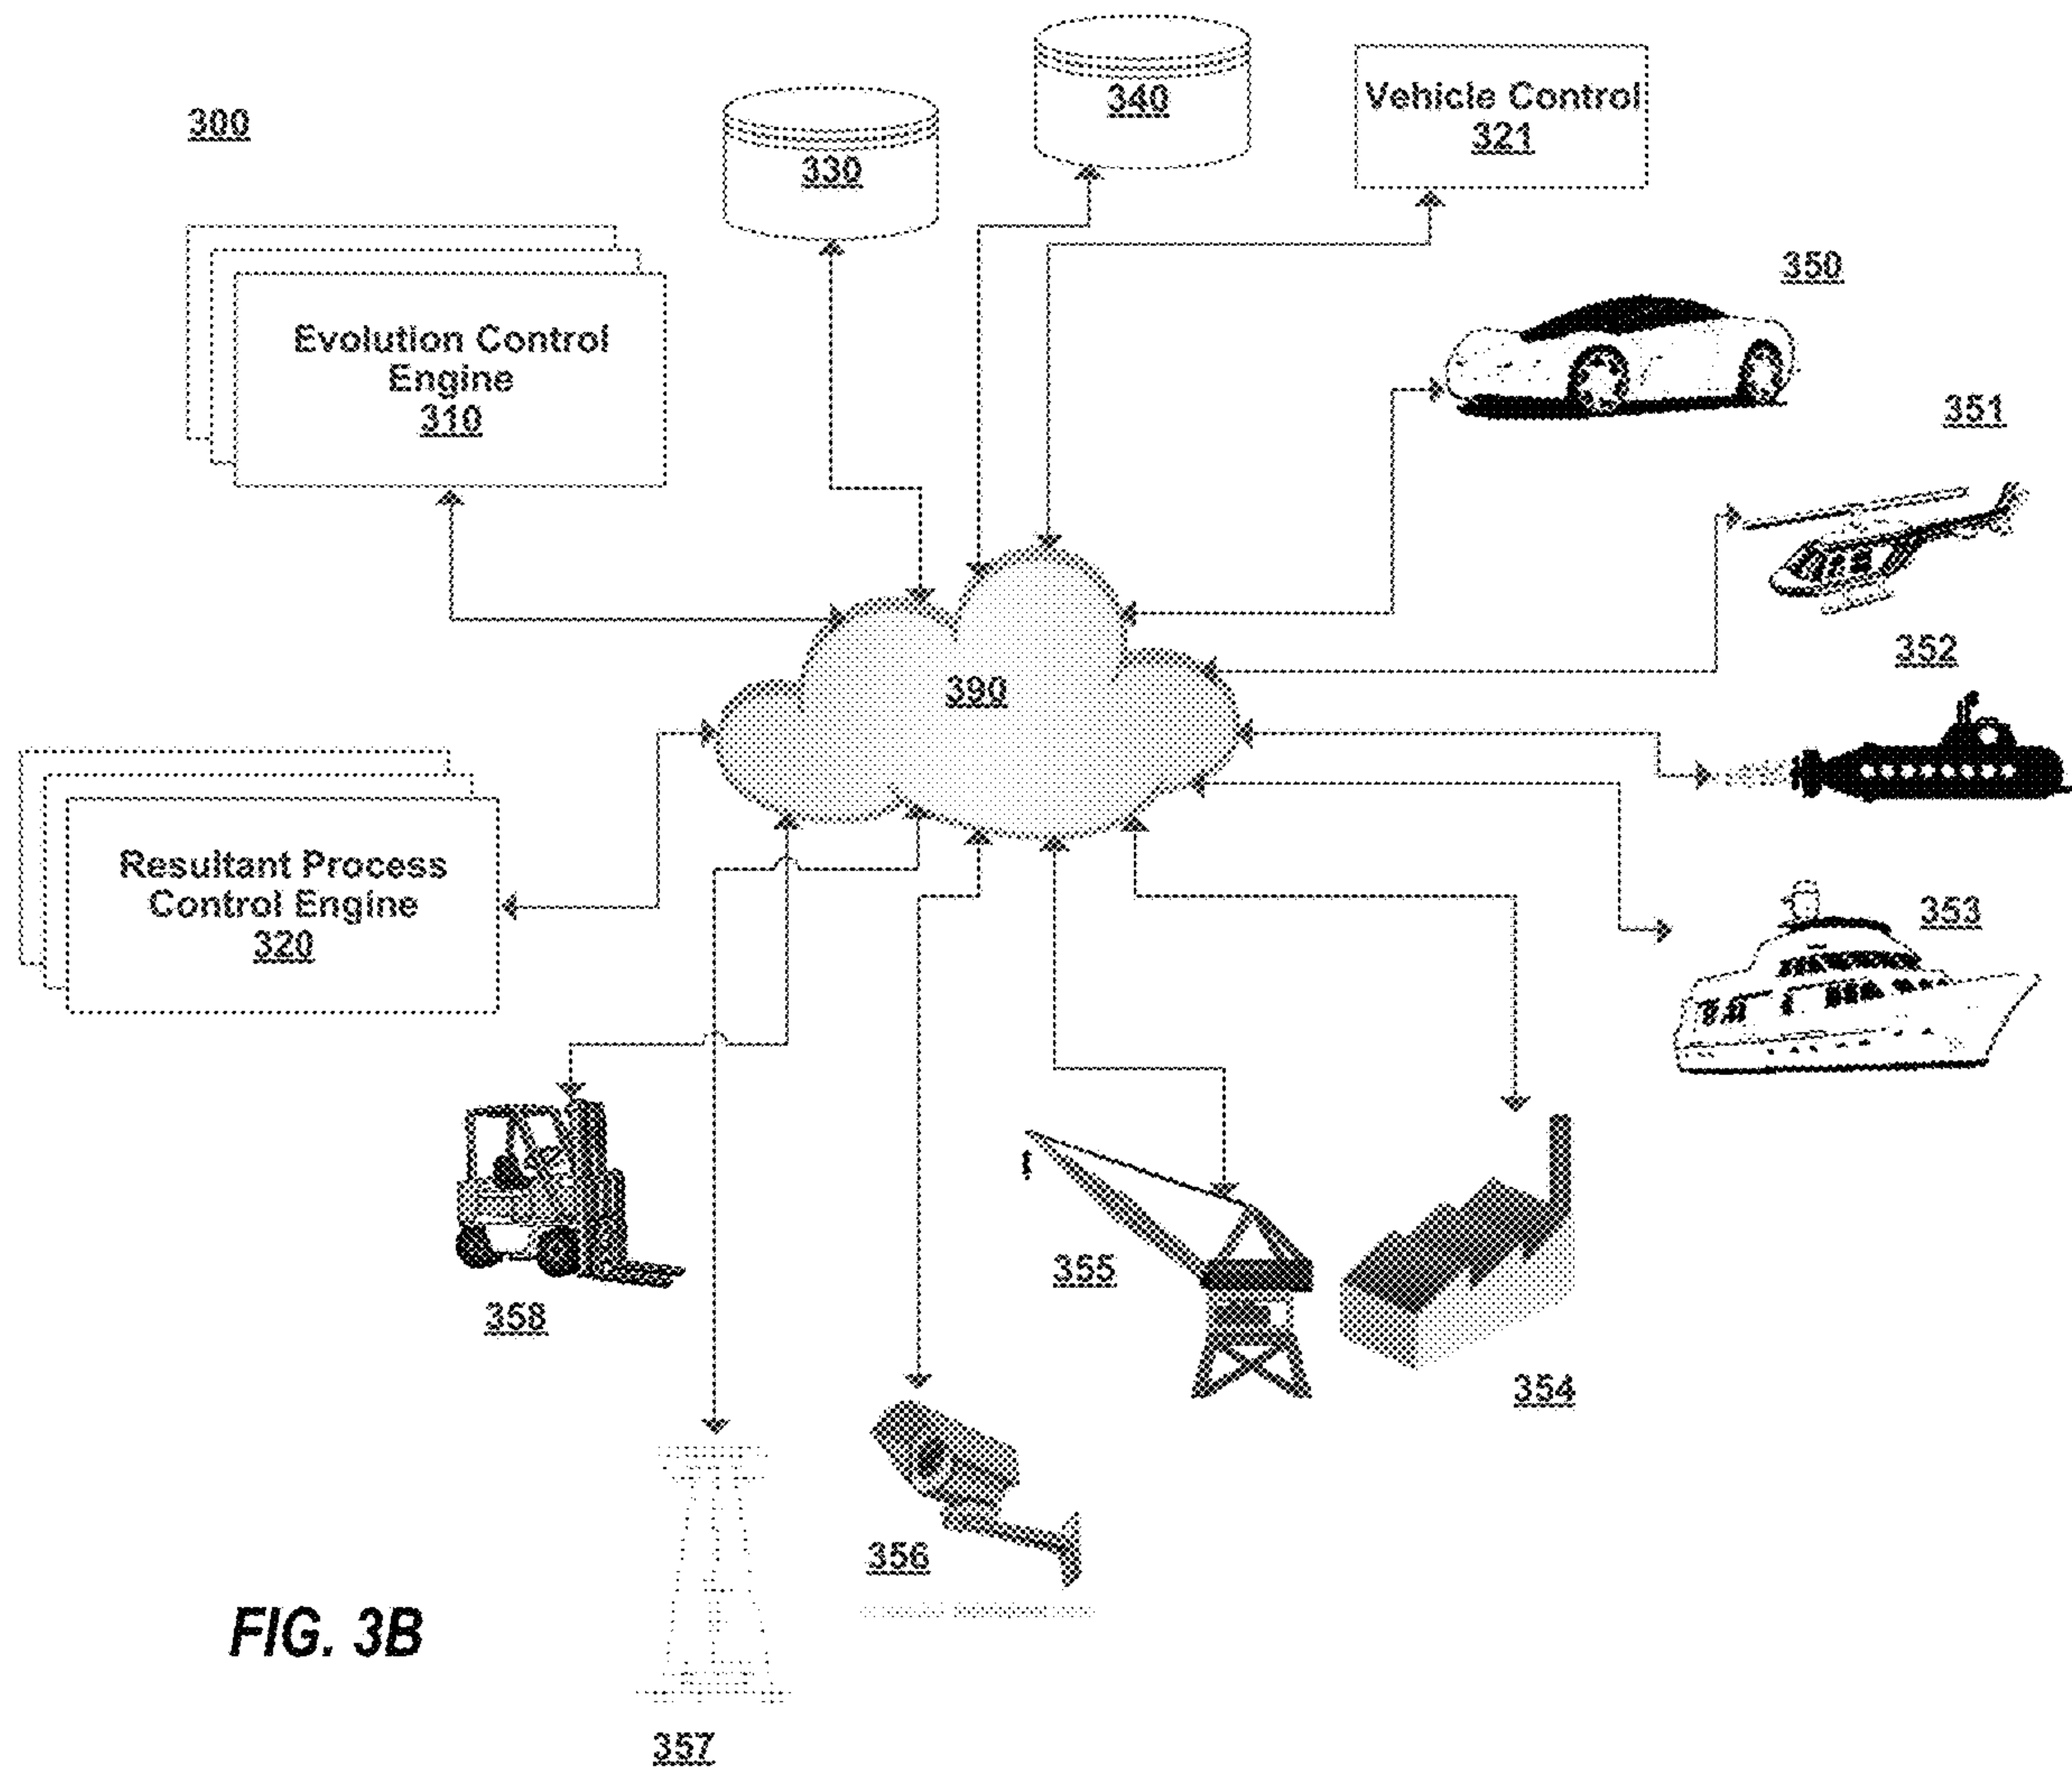 300
330
340
Vehicle Control
321
350
Evolution Control
Engine
310
351
352
390
Resultant Process
Control Engine
320
353
358
355
354
356
357
FIG. 3B